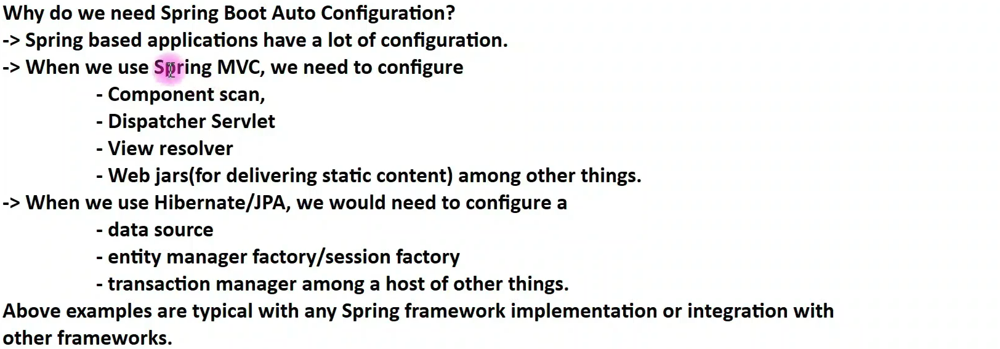 Why do we need Spring Boot Auto Configuration?
-> Spring based applications have a lot of configuration.
-> When we use Spring MVC, we need to configure
- Component scan,
- Dispatcher Servlet
- View resolver
- Web jars(for delivering static content) among other things.
-> When we use Hibernate/JPA, we would need to configure a
- data source
- entity manager factory/session factory
- transaction manager among a host of other things.
Above examples are typical with any Spring framework implementation or integration with
other frameworks.